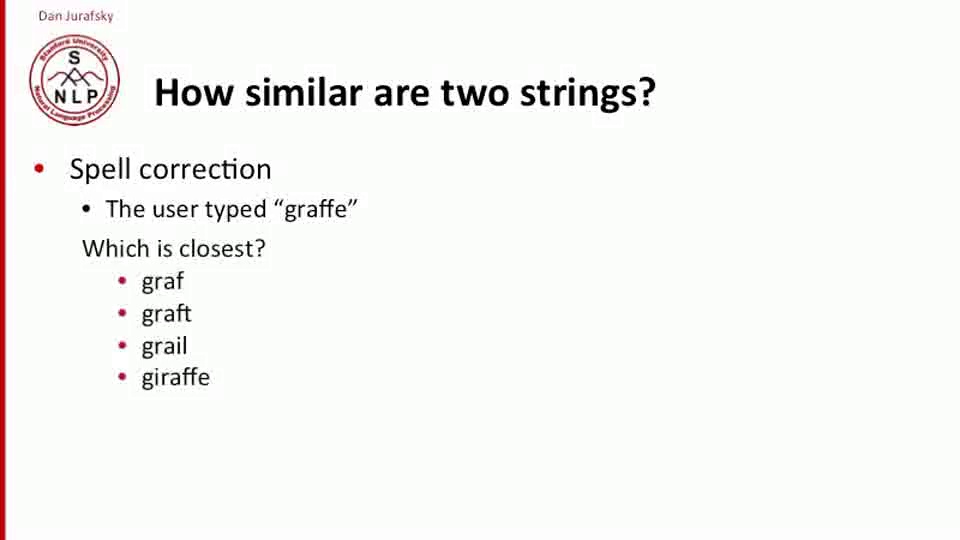 Dan Jurafsky
Stanford University
S
NLP
Natural Language Processing
How similar are two strings?
• Spell correction
• The user typed “graffe”
Which is closest?
• graf
• graft
• grail
• giraffe